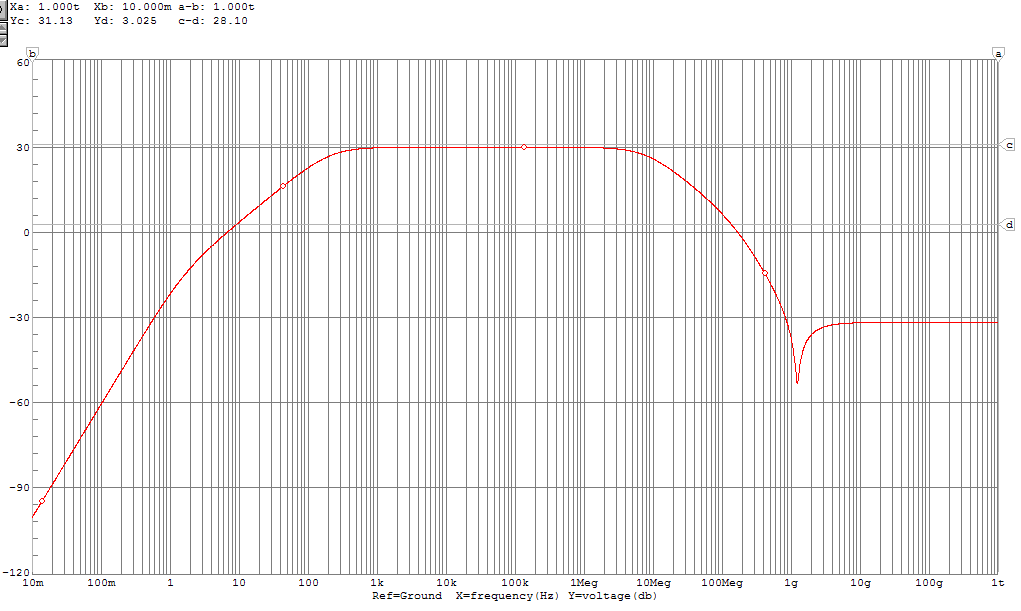 Xa: 1.000t Xb: 10.000m a-b: 1.000t
Yc: 31.13 Yd: 3.025 c-d: 28.10
b a
60
30 c
0 d
-30
-60
-90
-120
10m 100m 1 10 100 1k 10k 100k 1Meg 10Meg 100Meg 1g 10g 100g 1t
Ref=Ground X=frequency(Hz) Y=voltage(db)